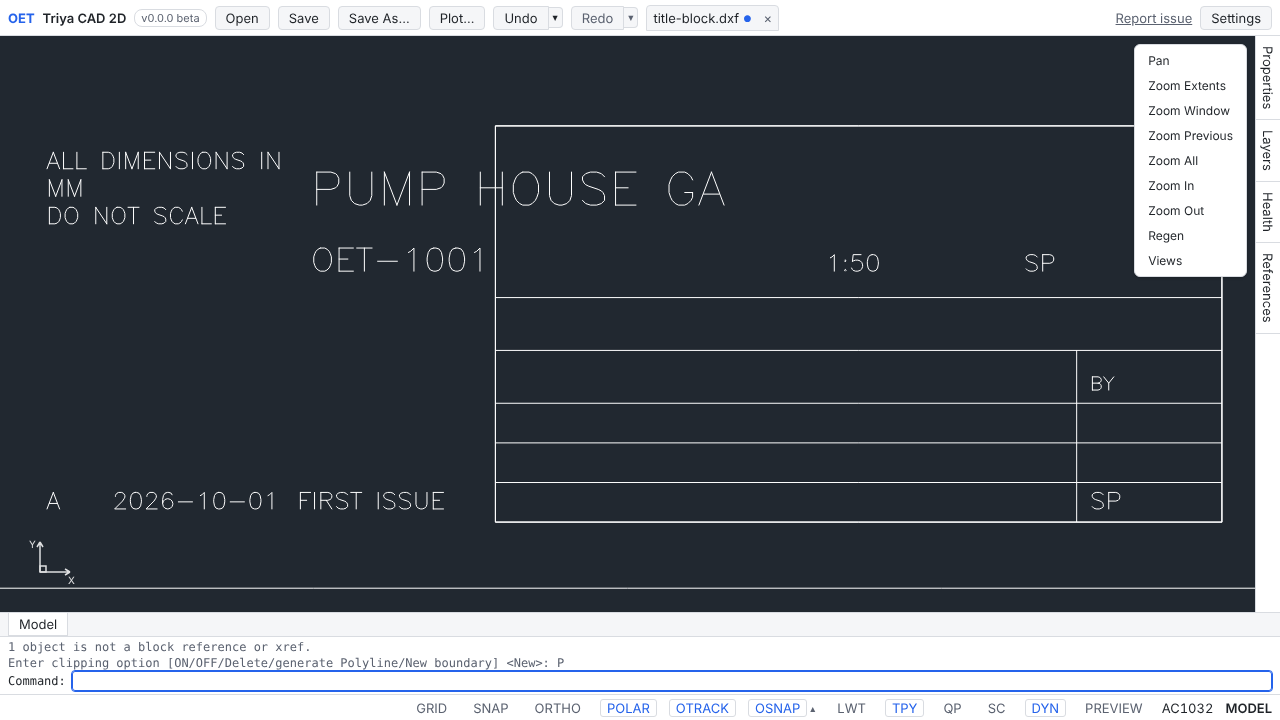 OET Triya CAD 2D v0.0.0 beta Open Save Save As... Plot... Undo ▾ Redo ▾ title-block.dxf × Report issue Settings
Pan
Zoom Extents
Zoom Window
Zoom Previous
Zoom All
Zoom In
Zoom Out
Regen
Views
Properties
Layers
Health
References
ALL DIMENSIONS IN
MM
DO NOT SCALE
PUMP HOUSE GA
OET-1001
1:50
SP
BY
A 2026-10-01 FIRST ISSUE
SP
Y
X
Model
1 object is not a block reference or xref.
Enter clipping option [ON/OFF/Delete/generate Polyline/New boundary] <New>: P
Command:
GRID SNAP ORTHO POLAR OTRACK OSNAP ▴ LWT TPY QP SC DYN PREVIEW AC1032 MODEL